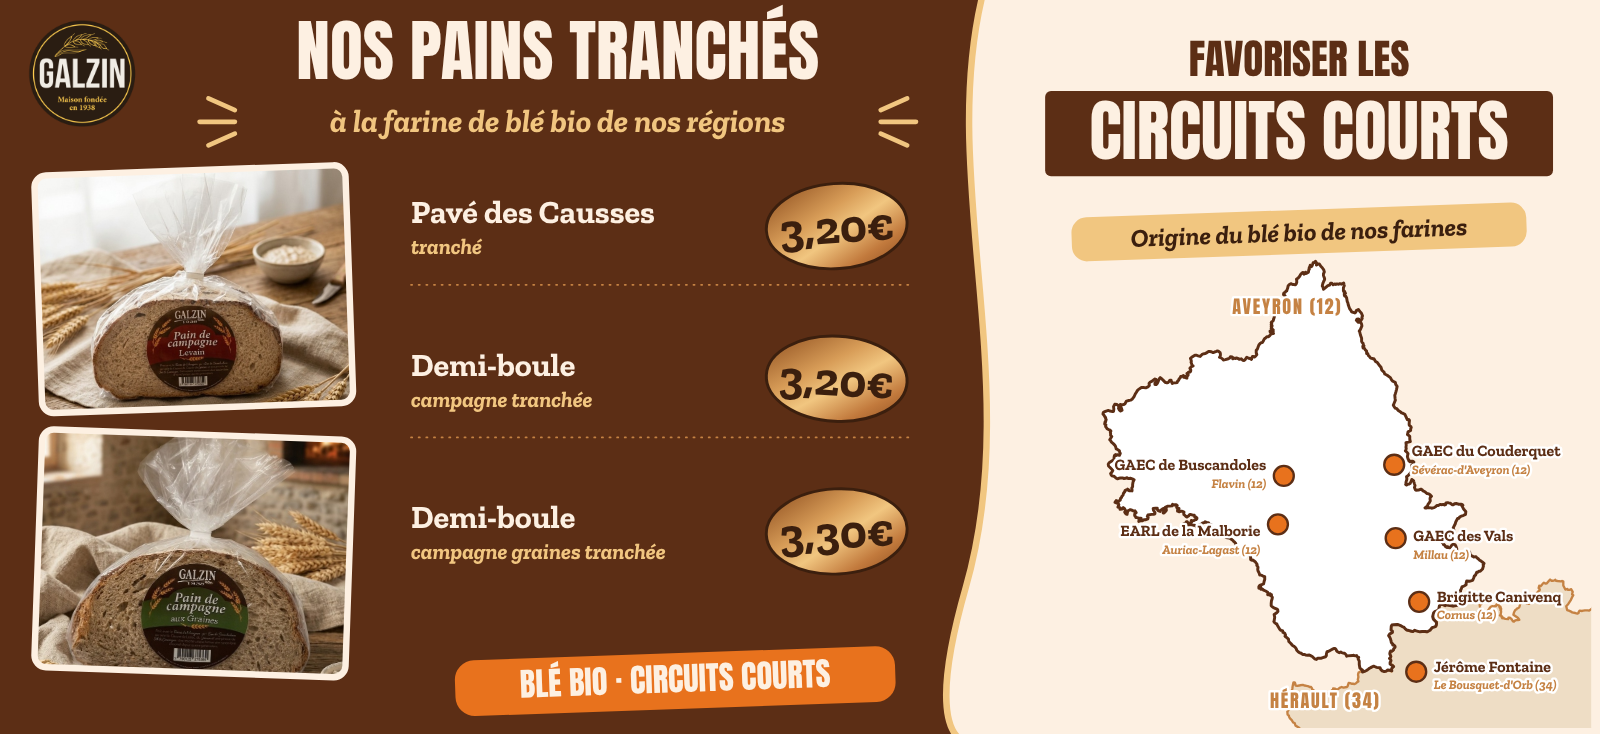 GALZIN
Maison fondée
en 1938
NOS PAINS TRANCHÉS
à la farine de blé bio de nos régions
Pavé des Causses
tranché
3,20€
Demi-boule
campagne tranchée
3,20€
Demi-boule
campagne graines tranchée
3,30€
GALZIN
Pain de
campagne
Levain
GALZIN
Pain de
campagne
aux Graines
BLÉ BIO · CIRCUITS COURTS
FAVORISER LES
CIRCUITS COURTS
Origine du blé bio de nos farines
AVEYRON (12)
GAEC du Couderquet
Sévérac-d'Aveyron (12)
GAEC de Buscandoles
Flavin (12)
EARL de la Malborie
Auriac-Lagast (12)
GAEC des Vals
Millau (12)
Brigitte Canivenq
Cornus (12)
Jérôme Fontaine
Le Bousquet-d'Orb (34)
HÉRAULT (34)